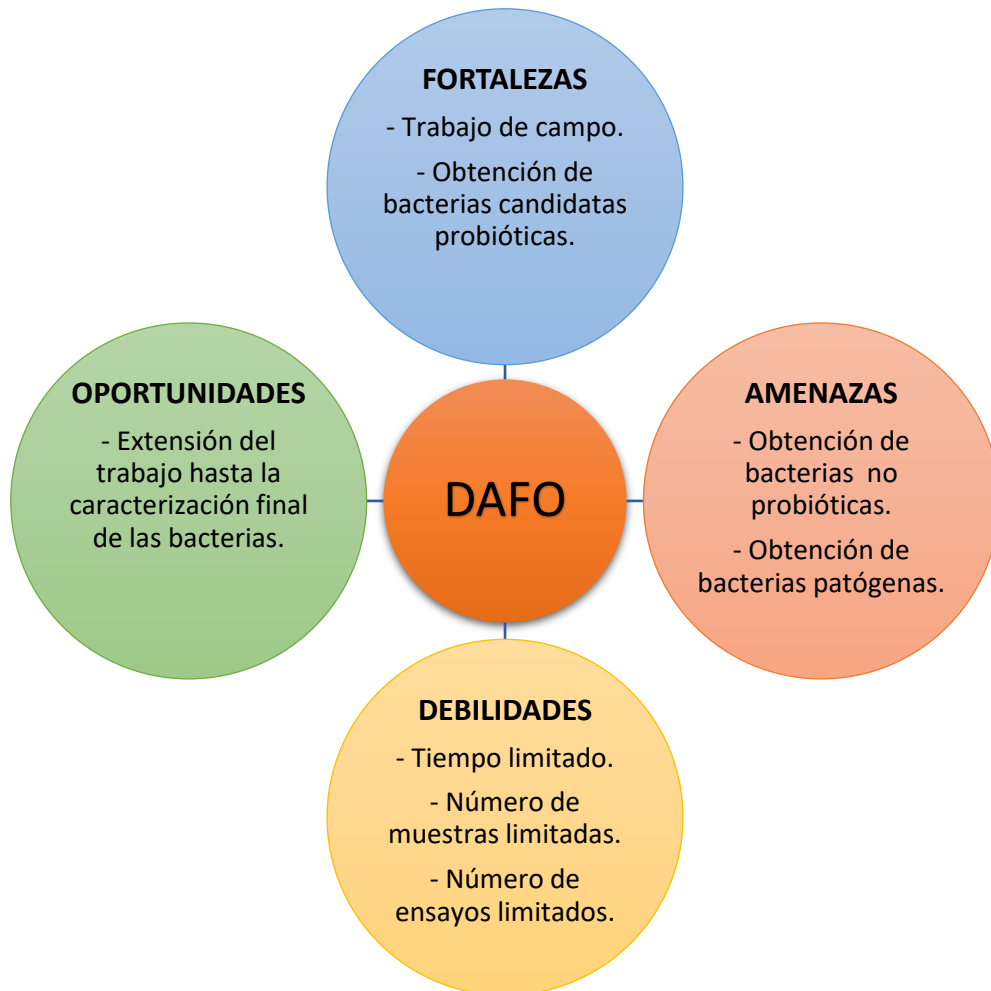 FORTALEZAS
- Trabajo de campo.
- Obtención de
bacterias candidatas
probióticas.
OPORTUNIDADES
- Extensión del
trabajo hasta la
caracterización final
de las bacterias.
DAFO
AMENAZAS
- Obtención de
bacterias no
probióticas.
- Obtención de
bacterias patógenas.
DEBILIDADES
- Tiempo limitado.
- Número de
muestras limitadas.
- Número de
ensayos limitados.